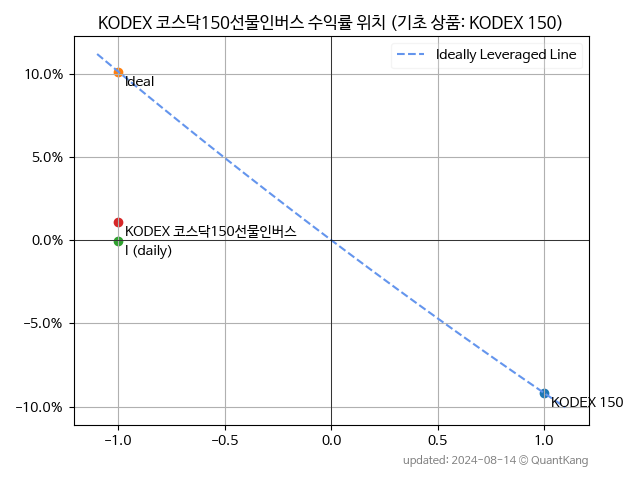 KODEX 코스닥150선물인버스 수익률 위치 (기초 상품: KODEX 150)
Ideally Leveraged Line
10.0%
Ideal
5.0%
KODEX 코스닥150선물인버스
0.0%
I (daily)
−5.0%
KODEX 150
−10.0%
−1.0 −0.5 0.0 0.5 1.0
updated: 2024-08-14 © QuantKang